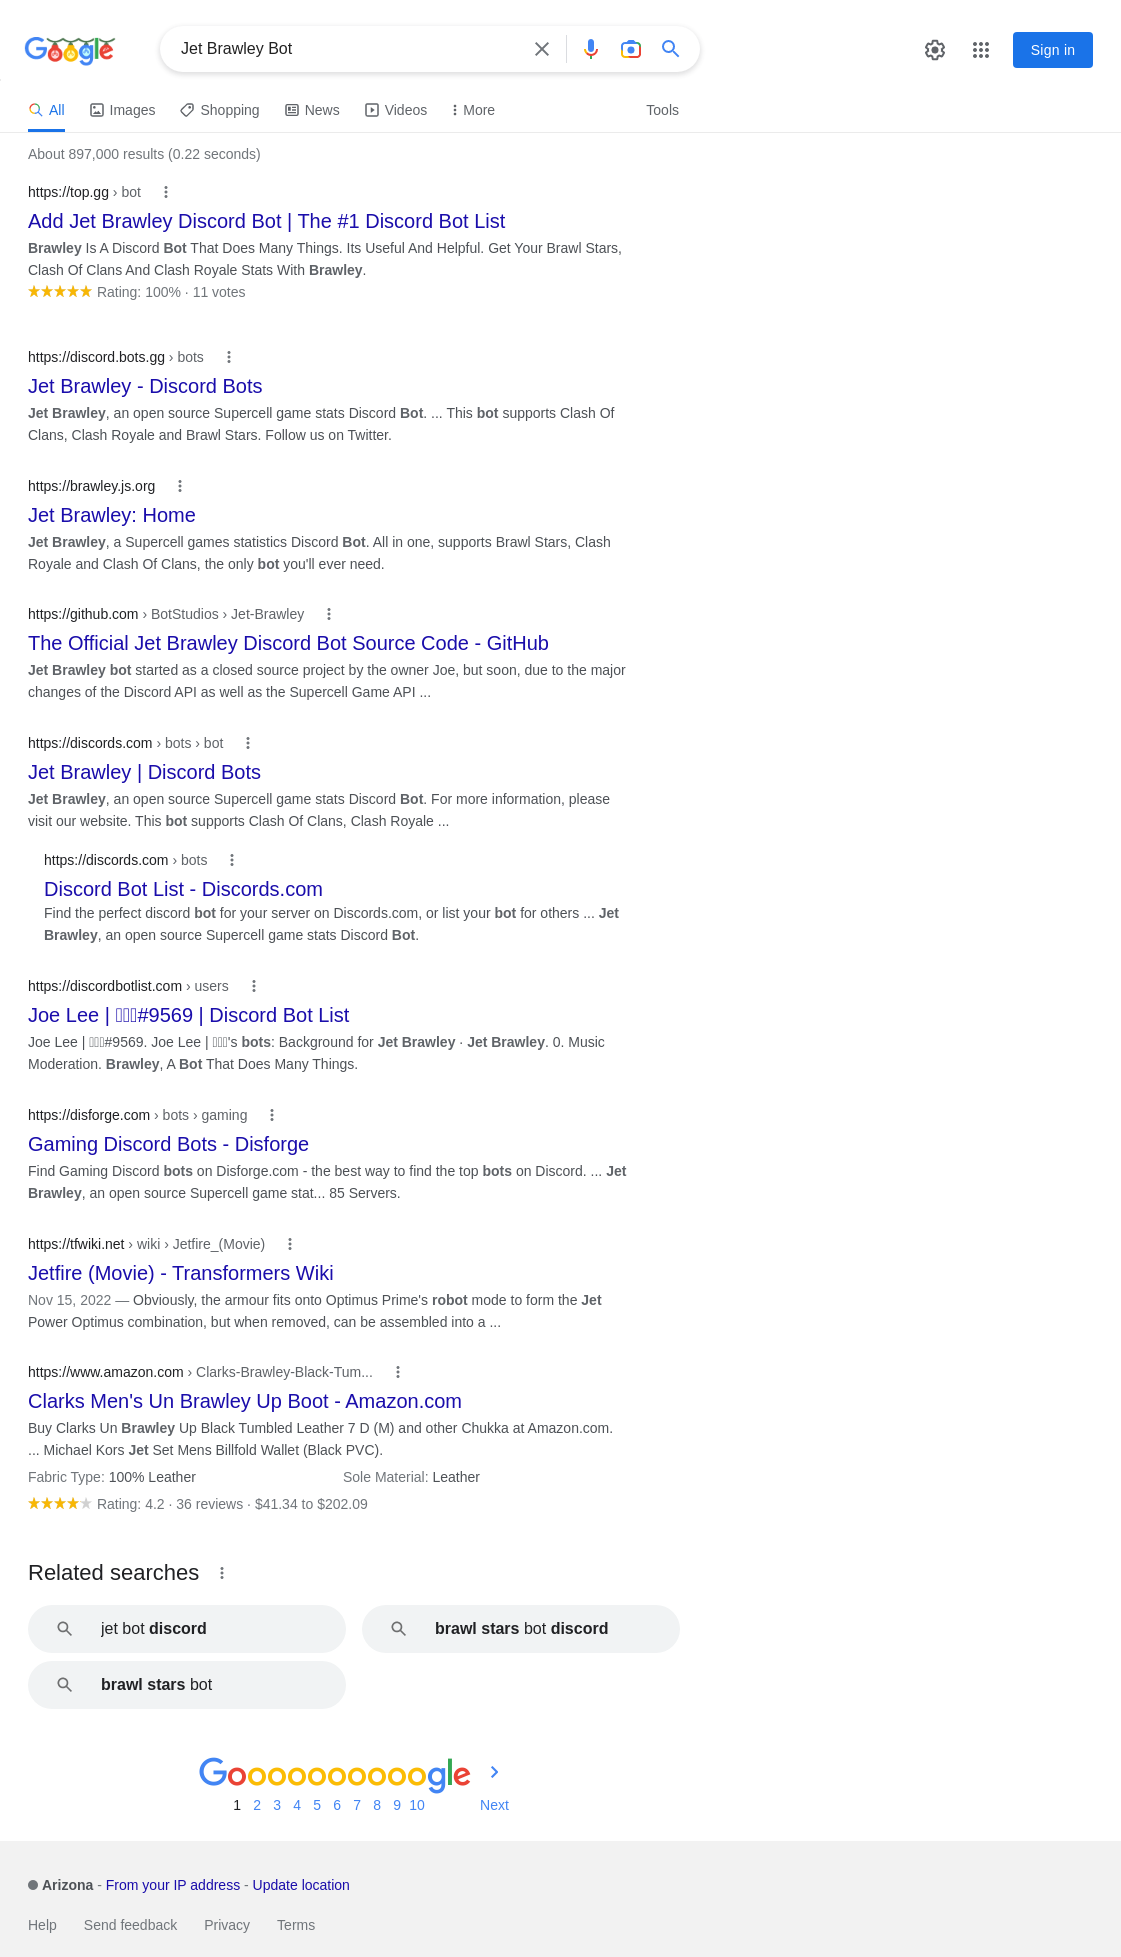 Google
Jet Brawley Bot
Sign in
All
Images
Shopping
News
Videos
More
Tools
About 897,000 results (0.22 seconds)
https://top.gg › bot
Add Jet Brawley Discord Bot | The #1 Discord Bot List
Brawley Is A Discord Bot That Does Many Things. Its Useful And Helpful. Get Your Brawl Stars,
Clash Of Clans And Clash Royale Stats With Brawley.
Rating: 100% · 11 votes
https://discord.bots.gg › bots
Jet Brawley - Discord Bots
Jet Brawley, an open source Supercell game stats Discord Bot. ... This bot supports Clash Of
Clans, Clash Royale and Brawl Stars. Follow us on Twitter.
https://brawley.js.org
Jet Brawley: Home
Jet Brawley, a Supercell games statistics Discord Bot. All in one, supports Brawl Stars, Clash
Royale and Clash Of Clans, the only bot you'll ever need.
https://github.com › BotStudios › Jet-Brawley
The Official Jet Brawley Discord Bot Source Code - GitHub
Jet Brawley bot started as a closed source project by the owner Joe, but soon, due to the major
changes of the Discord API as well as the Supercell Game API ...
https://discords.com › bots › bot
Jet Brawley | Discord Bots
Jet Brawley, an open source Supercell game stats Discord Bot. For more information, please
visit our website. This bot supports Clash Of Clans, Clash Royale ...
https://discords.com › bots
Discord Bot List - Discords.com
Find the perfect discord bot for your server on Discords.com, or list your bot for others ... Jet
Brawley, an open source Supercell game stats Discord Bot.
https://discordbotlist.com › users
Joe Lee | #9569 | Discord Bot List
Joe Lee | #9569. Joe Lee | 's bots: Background for Jet Brawley · Jet Brawley. 0. Music
Moderation. Brawley, A Bot That Does Many Things.
https://disforge.com › bots › gaming
Gaming Discord Bots - Disforge
Find Gaming Discord bots on Disforge.com - the best way to find the top bots on Discord. ... Jet
Brawley, an open source Supercell game stat... 85 Servers.
https://tfwiki.net › wiki › Jetfire_(Movie)
Jetfire (Movie) - Transformers Wiki
Nov 15, 2022 — Obviously, the armour fits onto Optimus Prime's robot mode to form the Jet
Power Optimus combination, but when removed, can be assembled into a ...
https://www.amazon.com › Clarks-Brawley-Black-Tum...
Clarks Men's Un Brawley Up Boot - Amazon.com
Buy Clarks Un Brawley Up Black Tumbled Leather 7 D (M) and other Chukka at Amazon.com.
... Michael Kors Jet Set Mens Billfold Wallet (Black PVC).
Fabric Type: 100% Leather
Sole Material: Leather
Rating: 4.2 · 36 reviews · $41.34 to $202.09
Related searches
jet bot discord
brawl stars bot discord
brawl stars bot
Goooooooooogle
1 2 3 4 5 6 7 8 9 10 Next
Arizona - From your IP address - Update location
Help
Send feedback
Privacy
Terms